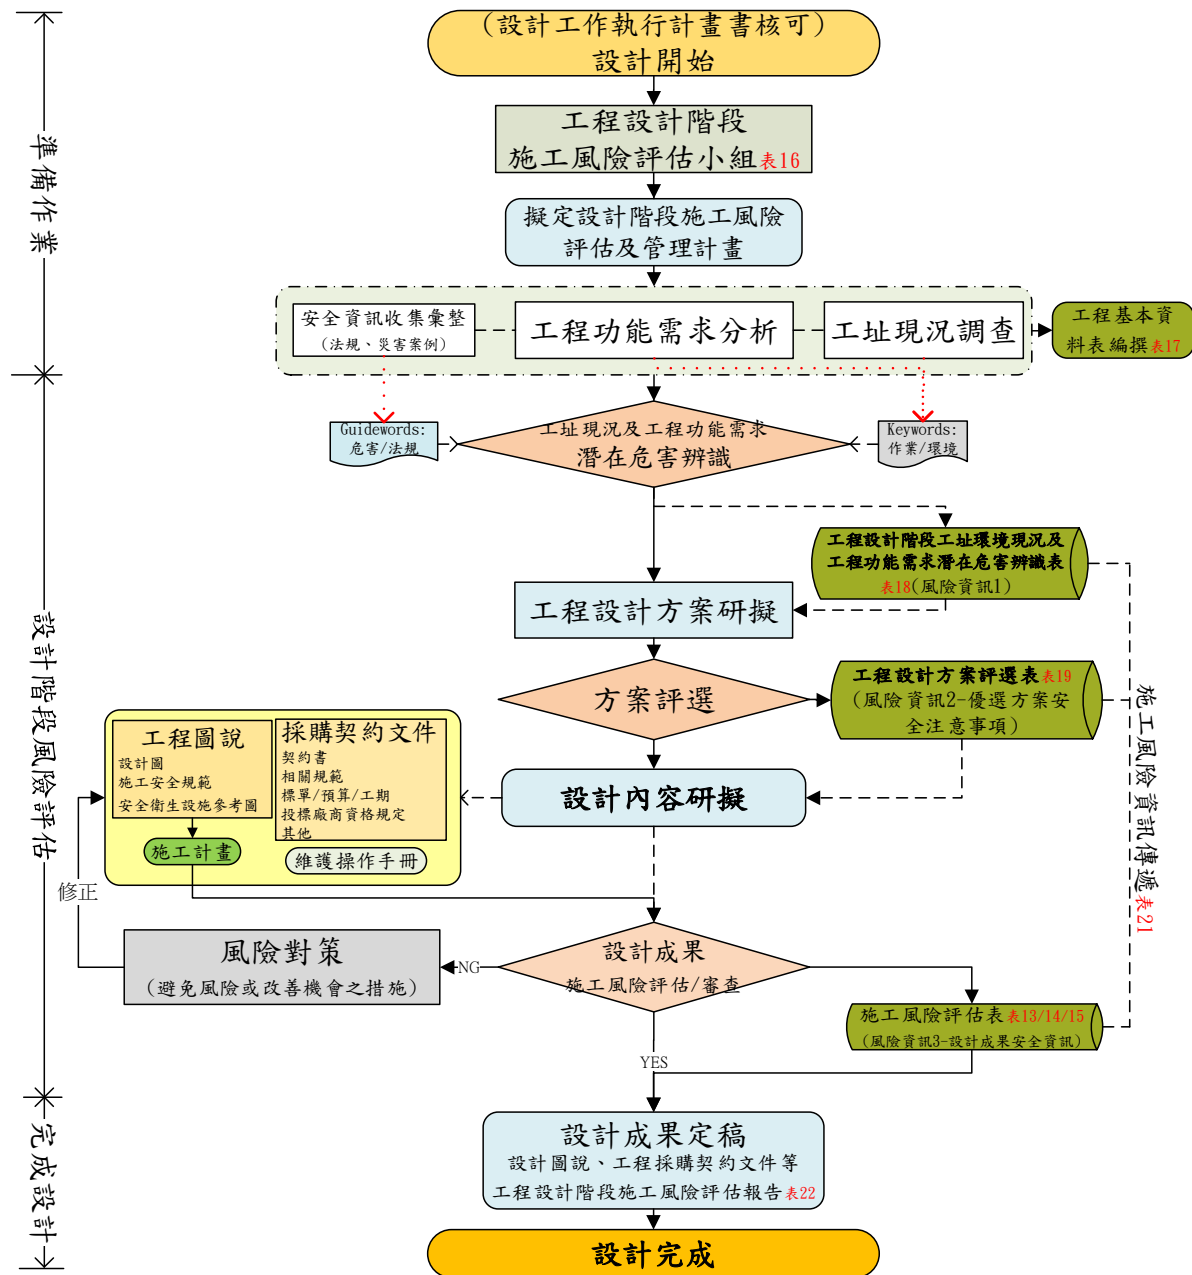 (設計工作執行計畫書核可)
設計開始
工程設計階段
施工風險評估小組表16
擬定設計階段施工風險
評估及管理計畫
準備作業
安全資訊收集彙整
(法規、災害案例)
工程功能需求分析
工址現況調查
工程基本資
料表編撰表17
Guidewords:
危害/法規
工址現況及工程功能需求
潛在危害辨識
Keywords:
作業/環境
工程設計階段工址環境現況及
工程功能需求潛在危害辨識表
表18(風險資訊1)
工程設計方案研擬
設計階段風險評估
方案評選
工程設計方案評選表表19
(風險資訊2-優選方案安
全注意事項)
施工風險資訊傳遞表21
工程圖說
設計圖
施工安全規範
安全衛生設施參考圖
施工計畫
採購契約文件
契約書
相關規範
標單/預算/工期
投標廠商資格規定
其他
維護操作手冊
設計內容研擬
修正
風險對策
(避免風險或改善機會之措施)
NG
設計成果
施工風險評估/審查
施工風險評估表表13/14/15
(風險資訊3-設計成果安全資訊)
YES
完成設計
設計成果定稿
設計圖說、工程採購契約文件等
工程設計階段施工風險評估報告表22
設計完成